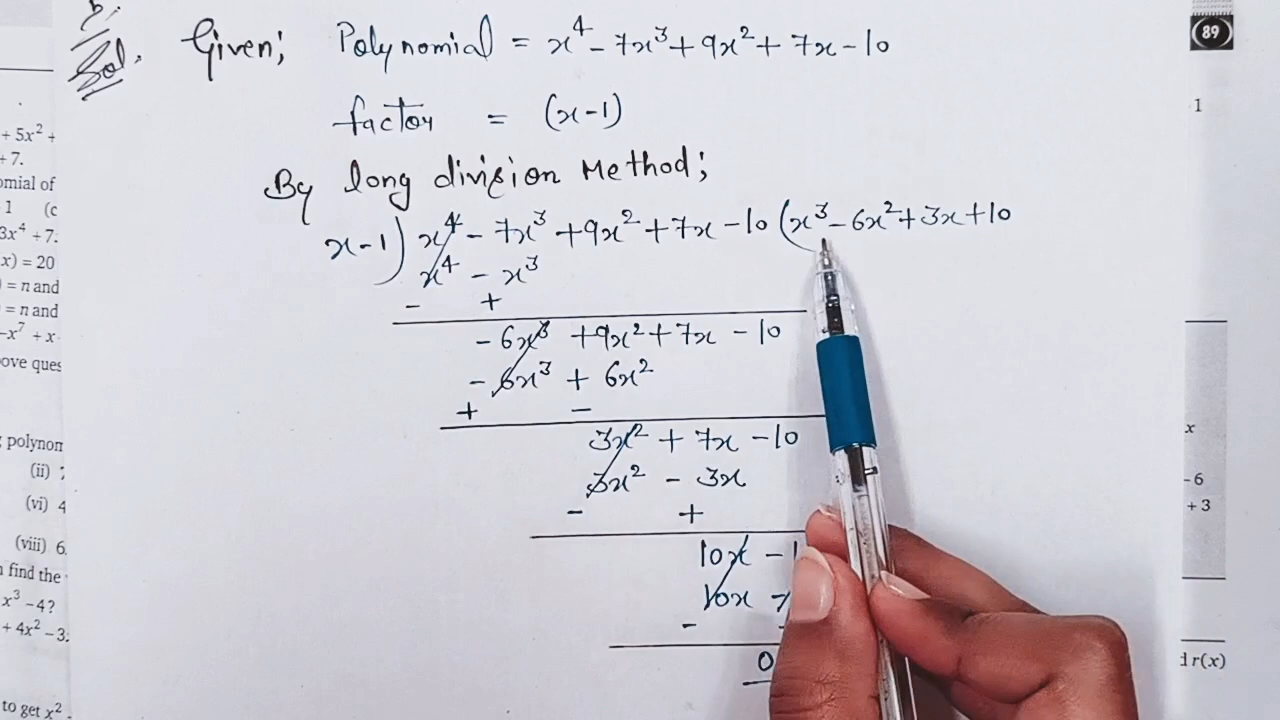 Sol. Given; Polynomial = x⁴ - 7x³ + 9x² + 7x - 10
factor = (x-1)
By long division Method;
x-1) x⁴ - 7x³ + 9x² + 7x - 10 (x³ - 6x² + 3x + 10
x⁴ - x³
- +
-6x³ + 9x² + 7x - 10
-6x³ + 6x²
+ -
3x² + 7x - 10
3x² - 3x
- +
10x - 1
10x
-
0
89
1
x
-6
+3
r(x)
+ 5x² +
+7.
omial of
1 (c
3x⁴ + 7:
x) = 20
= n and
= n and
-x⁷ + x
ove ques
polynon
(ii)
(vi) 4
(viii) 6
find the
x³ - 4?
+ 4x² - 3
to get x²